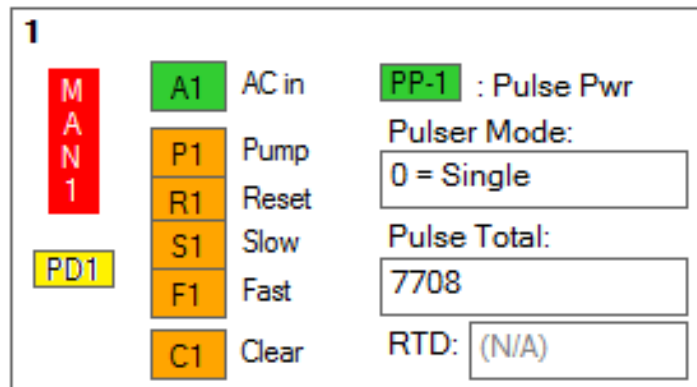 1
MAN1
A1 AC in
P1 Pump
R1 Reset
S1 Slow
F1 Fast
C1 Clear
PD1
PP-1 : Pulse Pwr
Pulser Mode:
0 = Single
Pulse Total:
7708
RTD: (N/A)